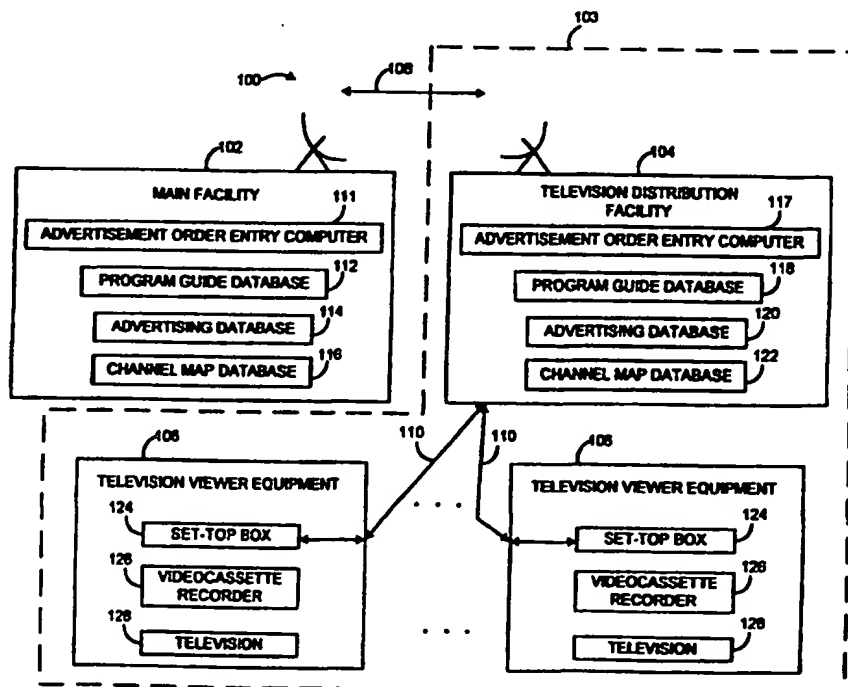 103
108
100
102
104
MAIN FACILITY
111
ADVERTISEMENT ORDER ENTRY COMPUTER
112
PROGRAM GUIDE DATABASE
114
ADVERTISING DATABASE
116
CHANNEL MAP DATABASE
TELEVISION DISTRIBUTION
FACILITY
117
ADVERTISEMENT ORDER ENTRY COMPUTER
118
PROGRAM GUIDE DATABASE
120
ADVERTISING DATABASE
122
CHANNEL MAP DATABASE
106
110
110
106
TELEVISION VIEWER EQUIPMENT
124
SET-TOP BOX
126
VIDEOCASSETTE
RECORDER
128
TELEVISION
. . .
. . .
TELEVISION VIEWER EQUIPMENT
124
SET-TOP BOX
126
VIDEOCASSETTE
RECORDER
128
TELEVISION